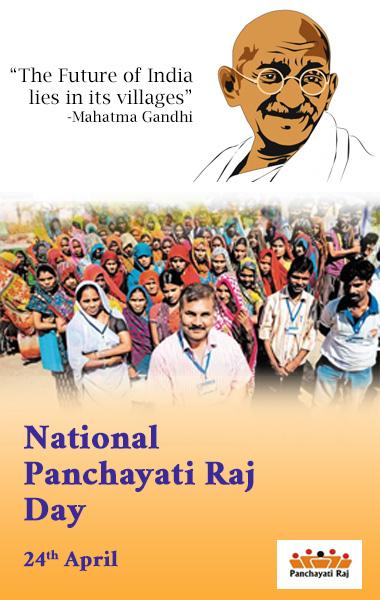 “The Future of India
lies in its villages”
-Mahatma Gandhi
National
Panchayati Raj
Day
24th April
Panchayati Raj